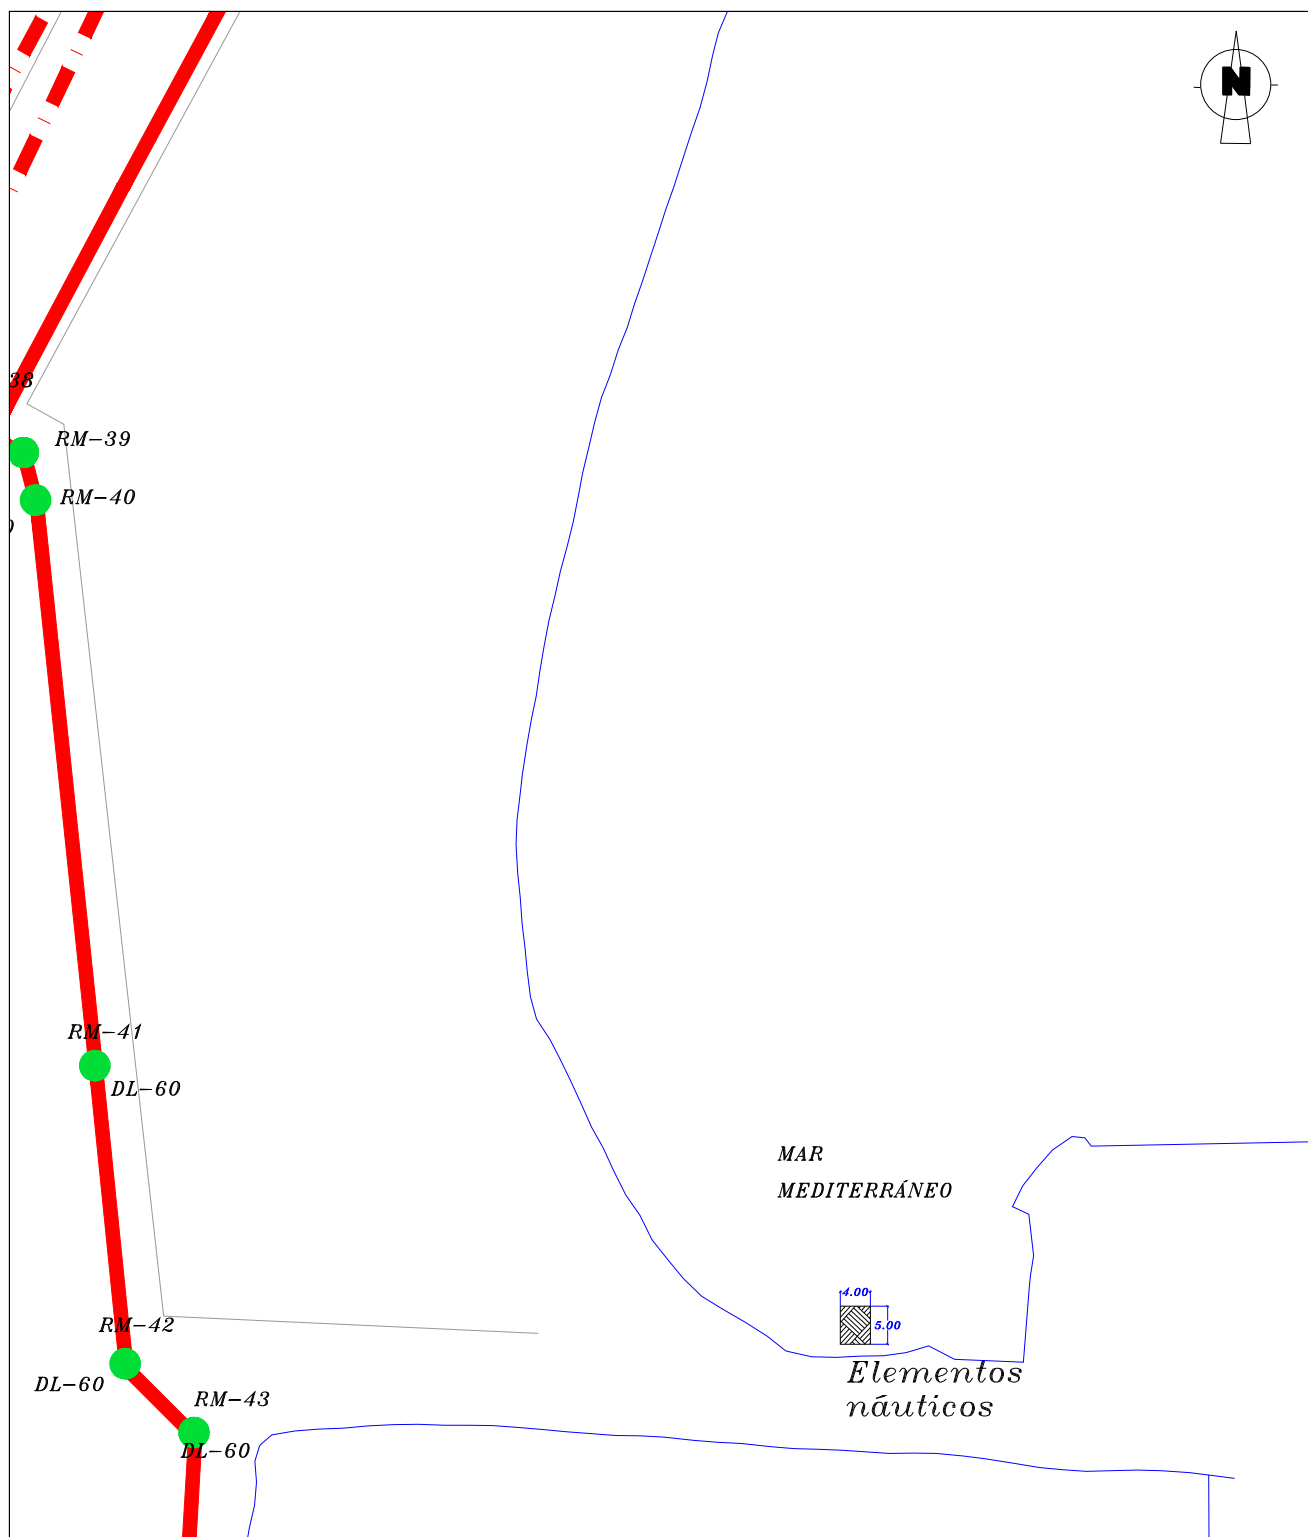 N
38
RM-39
RM-40
RM-41
DL-60
MAR
MEDITERRÁNEO
4.00
5.00
RM-42
Elementos
náuticos
DL-60
RM-43
DL-60